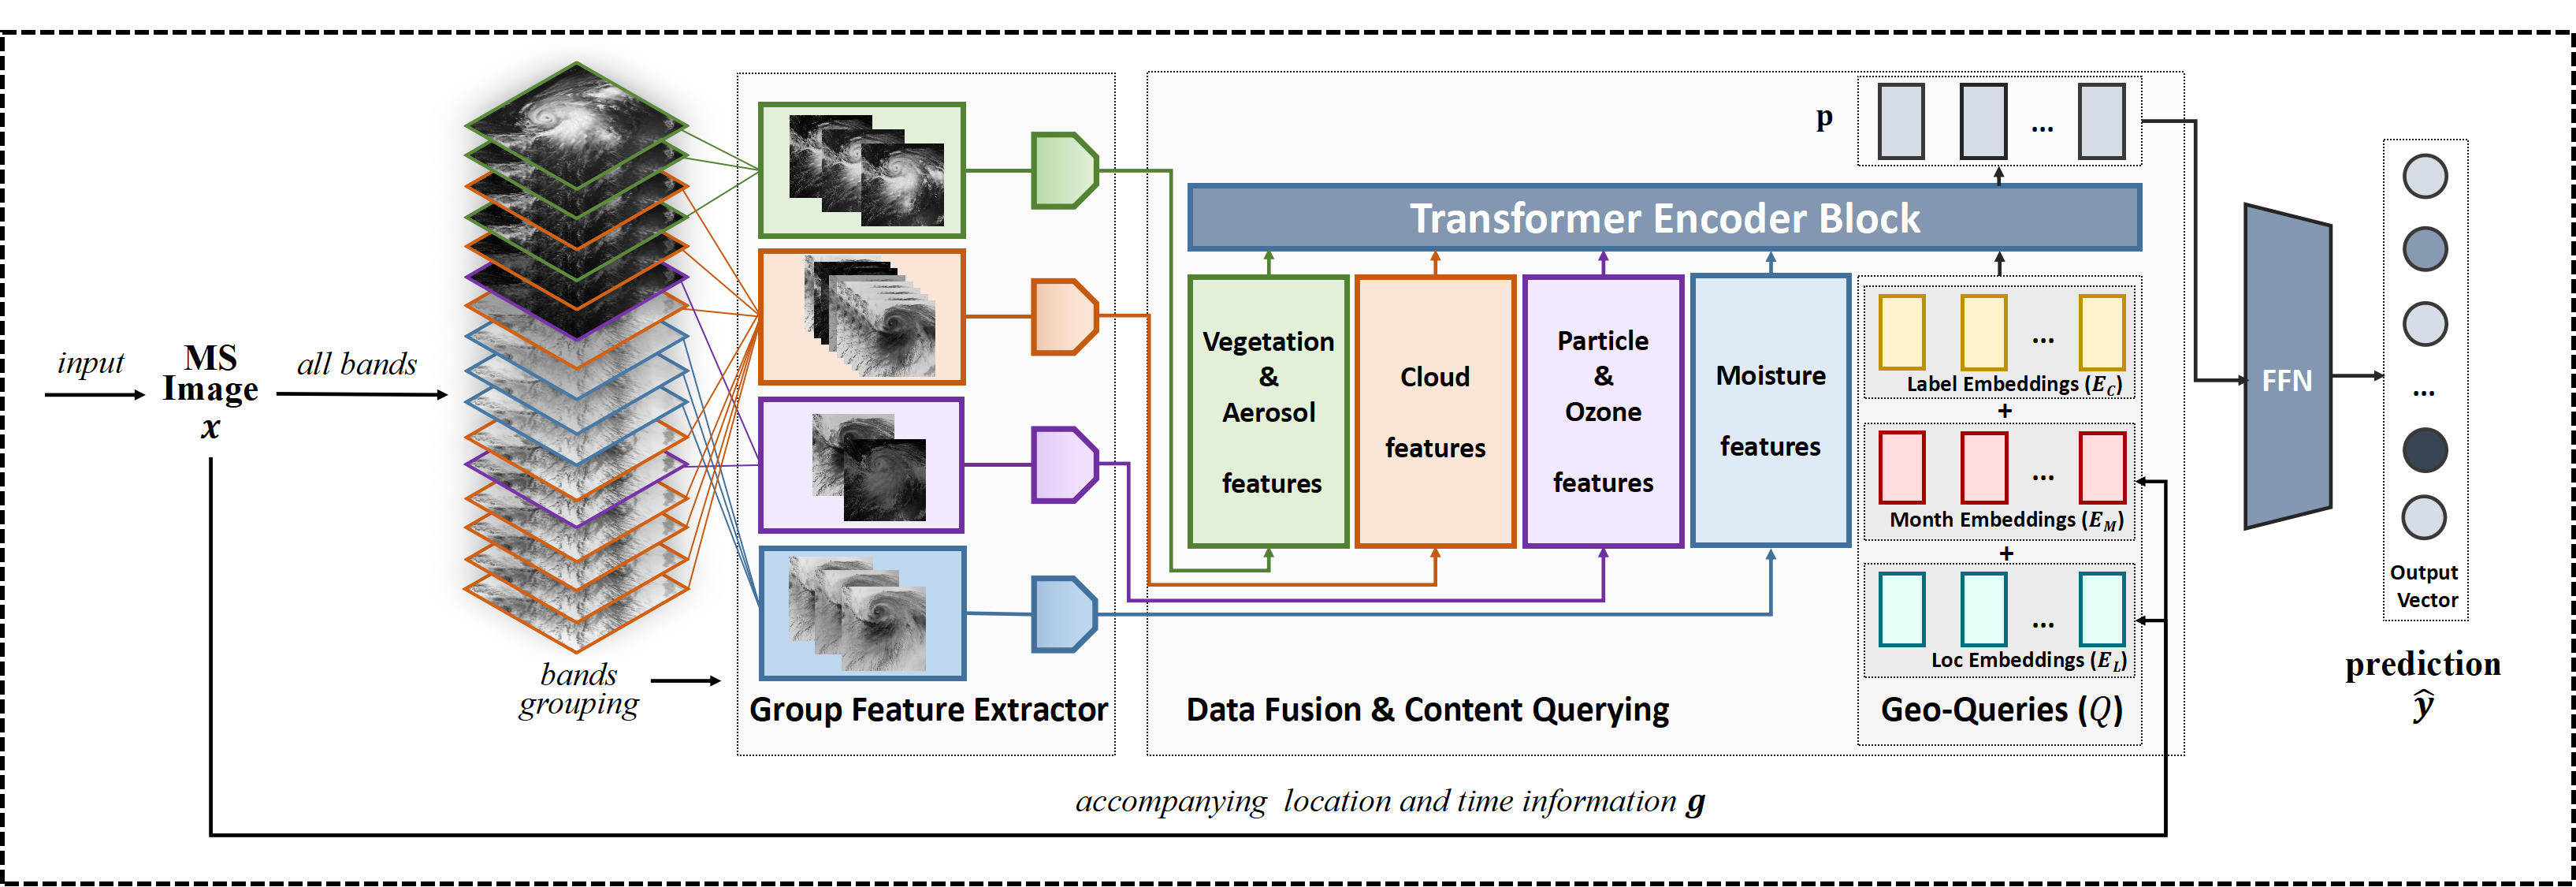 input
MS
Image
x
all bands
bands
grouping
Group Feature Extractor
p
Transformer Encoder Block
Vegetation
&
Aerosol
features
Cloud
features
Particle
&
Ozone
features
Moisture
features
...
...
Label Embeddings (E_C)
+
...
Month Embeddings (E_M)
+
...
Loc Embeddings (E_L)
Data Fusion & Content Querying
Geo-Queries (Q)
accompanying location and time information g
FFN
...
Output
Vector
prediction
ŷ